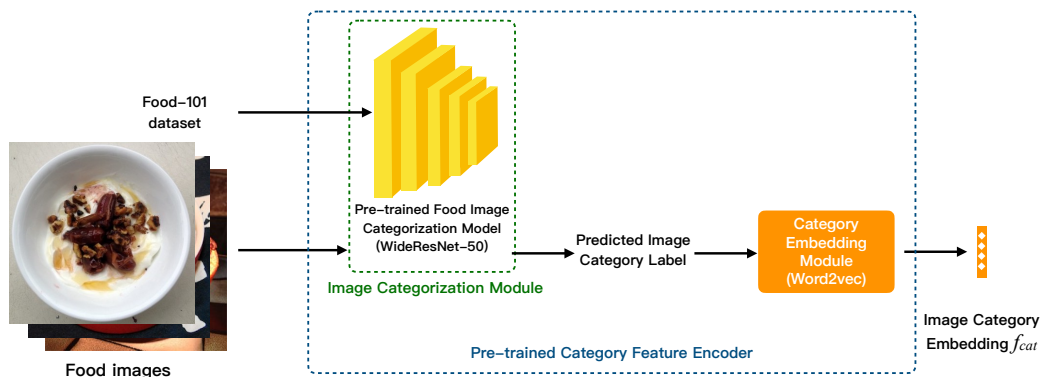 Food-101
dataset
Food images
Pre-trained Food Image
Categorization Model
(WideResNet-50)
Image Categorization Module
Predicted Image
Category Label
Category
Embedding
Module
(Word2vec)
Image Category
Embedding f_cat
Pre-trained Category Feature Encoder